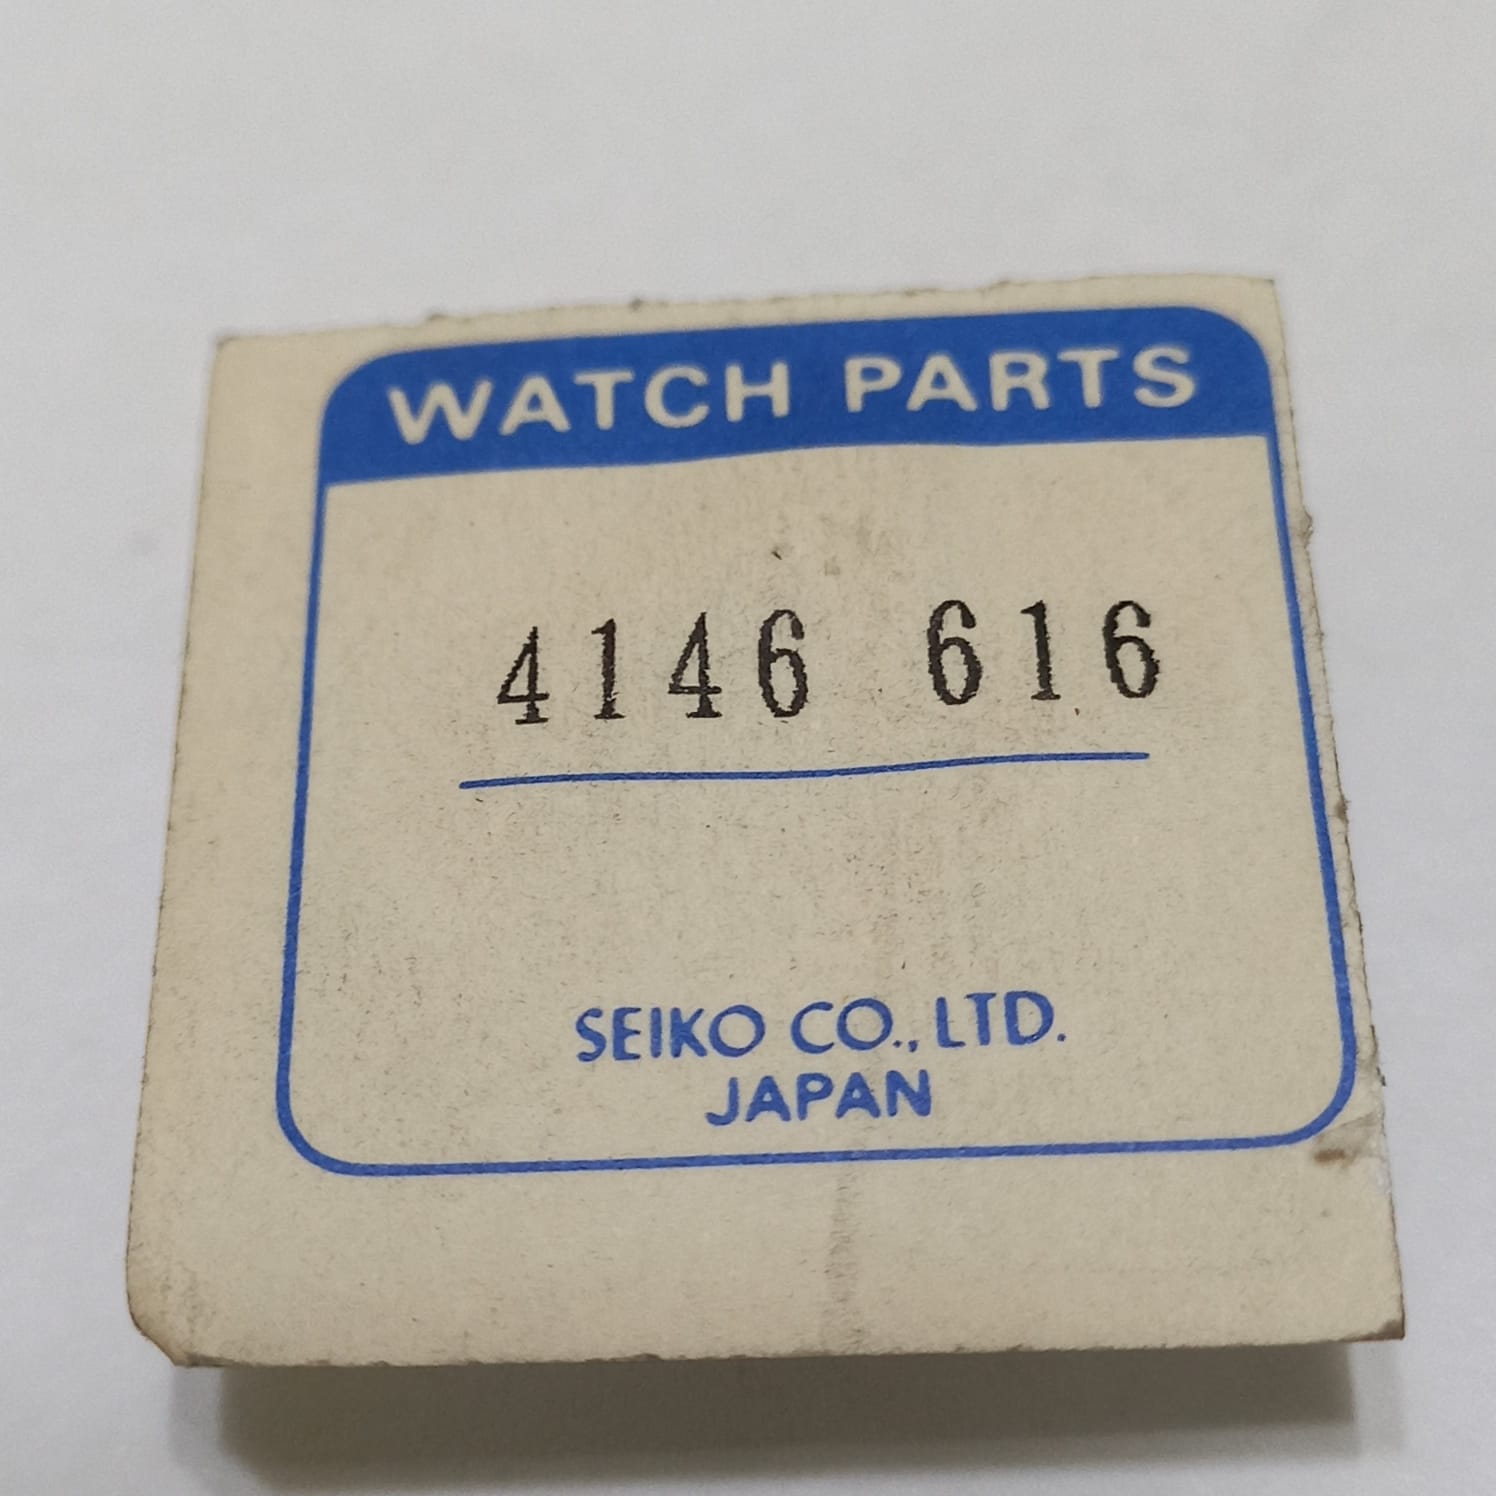 WATCH PARTS
4146 616
SEIKO CO., LTD.
JAPAN